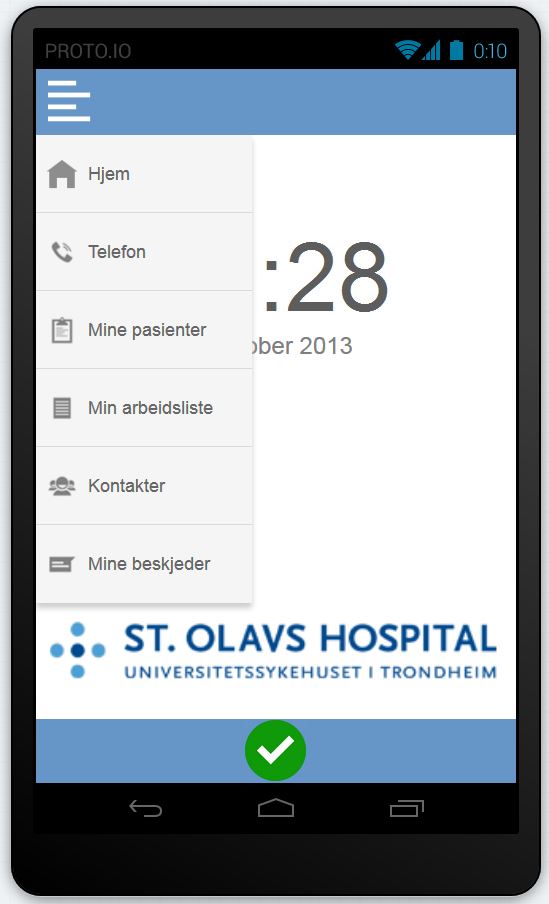 PROTO.IO 0:10
Hjem
Telefon
:28
Mine pasienter
ober 2013
Min arbeidsliste
Kontakter
Mine beskjeder
ST. OLAVS HOSPITAL
UNIVERSITETSSYKEHUSET I TRONDHEIM